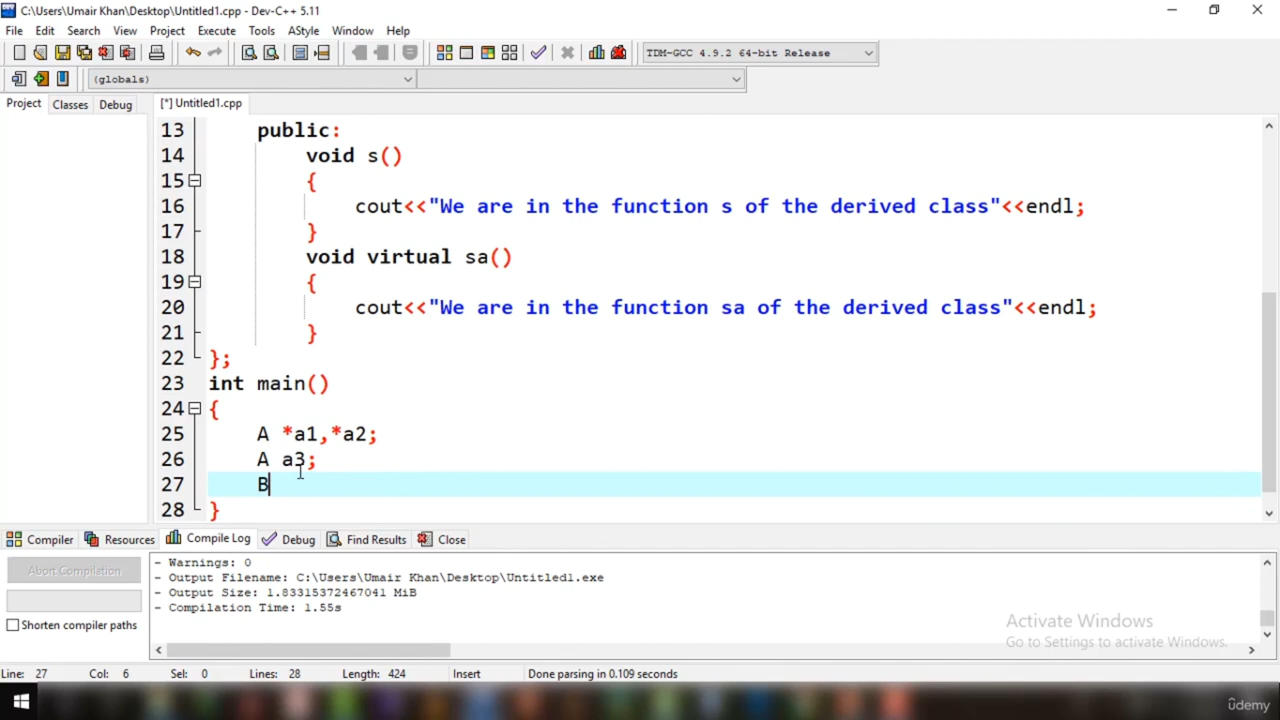 C:\Users\Umair Khan\Desktop\Untitled1.cpp - Dev-C++ 5.11
File Edit Search View Project Execute Tools AStyle Window Help
TDM-GCC 4.9.2 64-bit Release
(globals)
Project Classes Debug [*] Untitled1.cpp
13 public:
14 void s()
15 {
16 cout<<"We are in the function s of the derived class"<<endl;
17 }
18 void virtual sa()
19 {
20 cout<<"We are in the function sa of the derived class"<<endl;
21 }
22 };
23 int main()
24 {
25 A *a1,*a2;
26 A a3;
27 B
28 }
Compiler Resources Compile Log Debug Find Results Close
Abort Compilation
Shorten compiler paths
- Warnings: 0
- Output Filename: C:\Users\Umair Khan\Desktop\Untitled1.exe
- Output Size: 1.83315372467041 MiB
- Compilation Time: 1.55s
Activate Windows
Go to Settings to activate Windows.
Line: 27 Col: 6 Sel: 0 Lines: 28 Length: 424 Insert Done parsing in 0.109 seconds
ûdemy